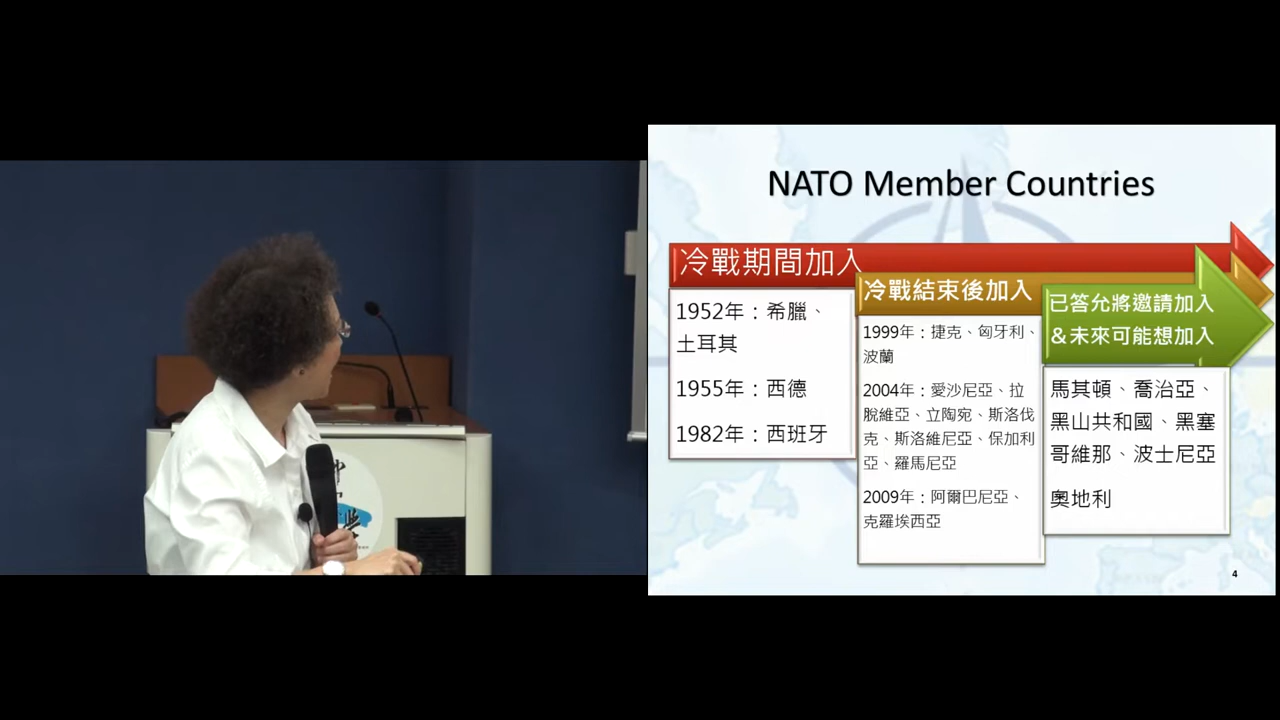 NATO Member Countries
冷戰期間加入
1952年：希臘、
土耳其
1955年：西德
1982年：西班牙
冷戰結束後加入
1999年：捷克、匈牙利、
波蘭
2004年：愛沙尼亞、拉
脫維亞、立陶宛、斯洛伐
克、斯洛維尼亞、保加利
亞、羅馬尼亞
2009年：阿爾巴尼亞、
克羅埃西亞
已答允將邀請加入
＆未來可能想加入
馬其頓、喬治亞、
黑山共和國、黑塞
哥維那、波士尼亞
奧地利
4